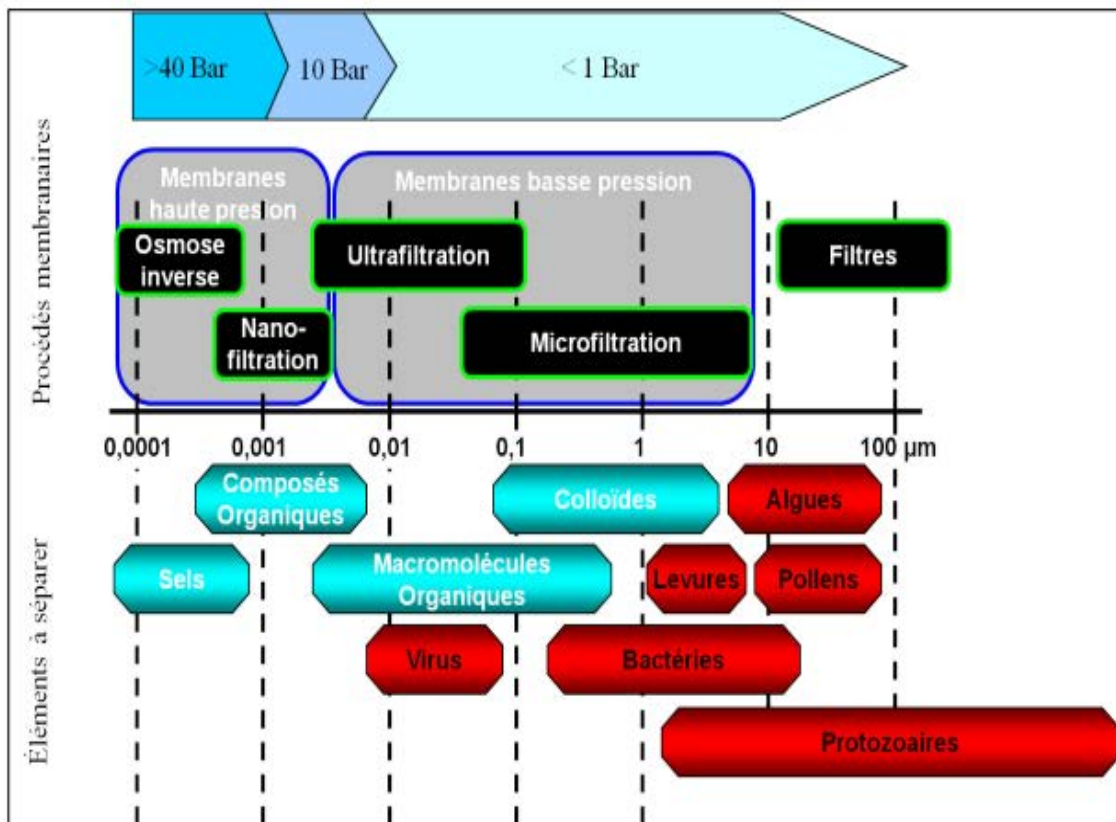 >40 Bar
10 Bar
< 1 Bar
Procédés membranaires
Membranes
haute presion
Membranes basse pression
Osmose
inverse
Ultrafiltration
Filtres
Nano-
filtration
Microfiltration
0,0001
0,001
0,01
0,1
1
10
100 µm
Éléments à séparer
Composés
Organiques
Colloïdes
Algues
Sels
Macromolécules
Organiques
Levures
Pollens
Virus
Bactéries
Protozoaires